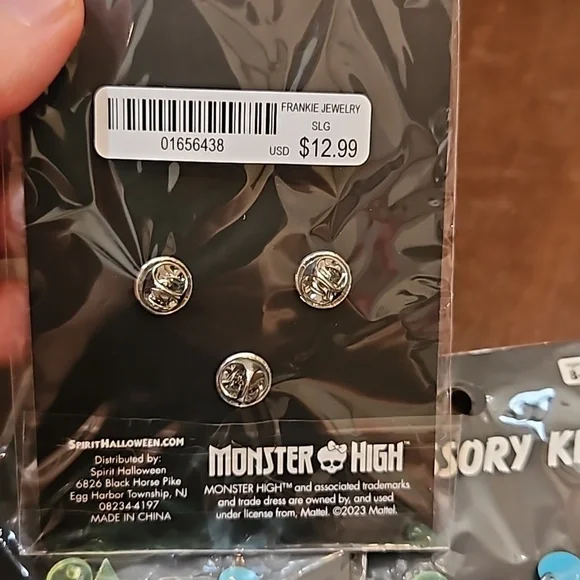 FRANKIE JEWELRY
SLG
01656438
USD $12.99
SPIRITHALLOWEEN.COM
Distributed by:
Spirit Halloween
6826 Black Horse Pike
Egg Harbor Township, NJ
08234-4197
MADE IN CHINA
MONSTER HIGH™
MONSTER HIGH™ and associated trademarks
and trade dress are owned by, and used
under license from, Mattel. ©2023 Mattel.